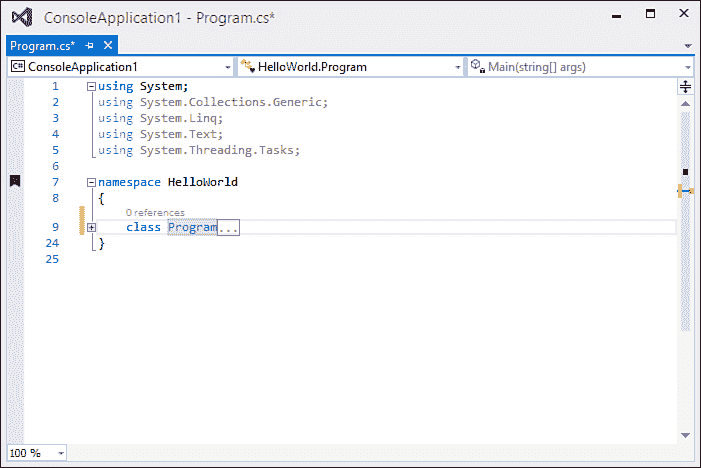 ConsoleApplication1 - Program.cs*
Program.cs*
C# ConsoleApplication1 HelloWorld.Program Main(string[] args)
1 using System;
2 using System.Collections.Generic;
3 using System.Linq;
4 using System.Text;
5 using System.Threading.Tasks;
6
7 namespace HelloWorld
8 {
0 references
9 class Program...
24 }
25
100 %